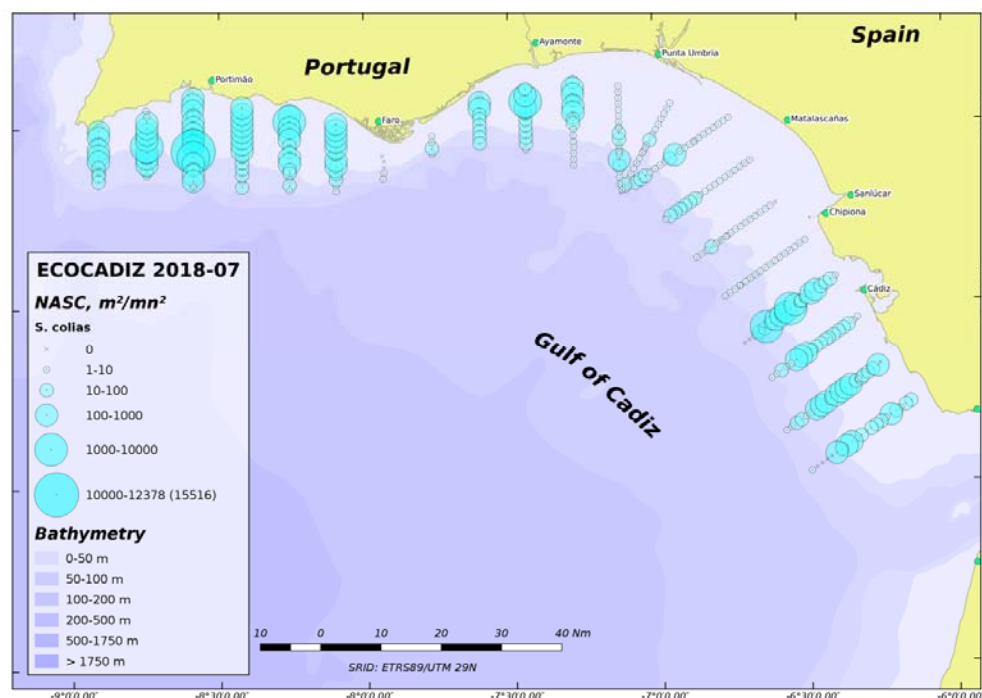 Spain
Ayamonte
Punta Umbria
Portugal
Portimão
Faro
Matalascañas
Sanlúcar
Chipiona
Cádiz
Gulf of Cadiz
ECOCADIZ 2018-07
NASC, m²/mn²
S. colias
0
1-10
10-100
100-1000
1000-10000
10000-12378 (15516)
Bathymetry
0-50 m
50-100 m
100-200 m
200-500 m
500-1750 m
> 1750 m
10 0 10 20 30 40 Nm
SRID: ETRS89/UTM 29N